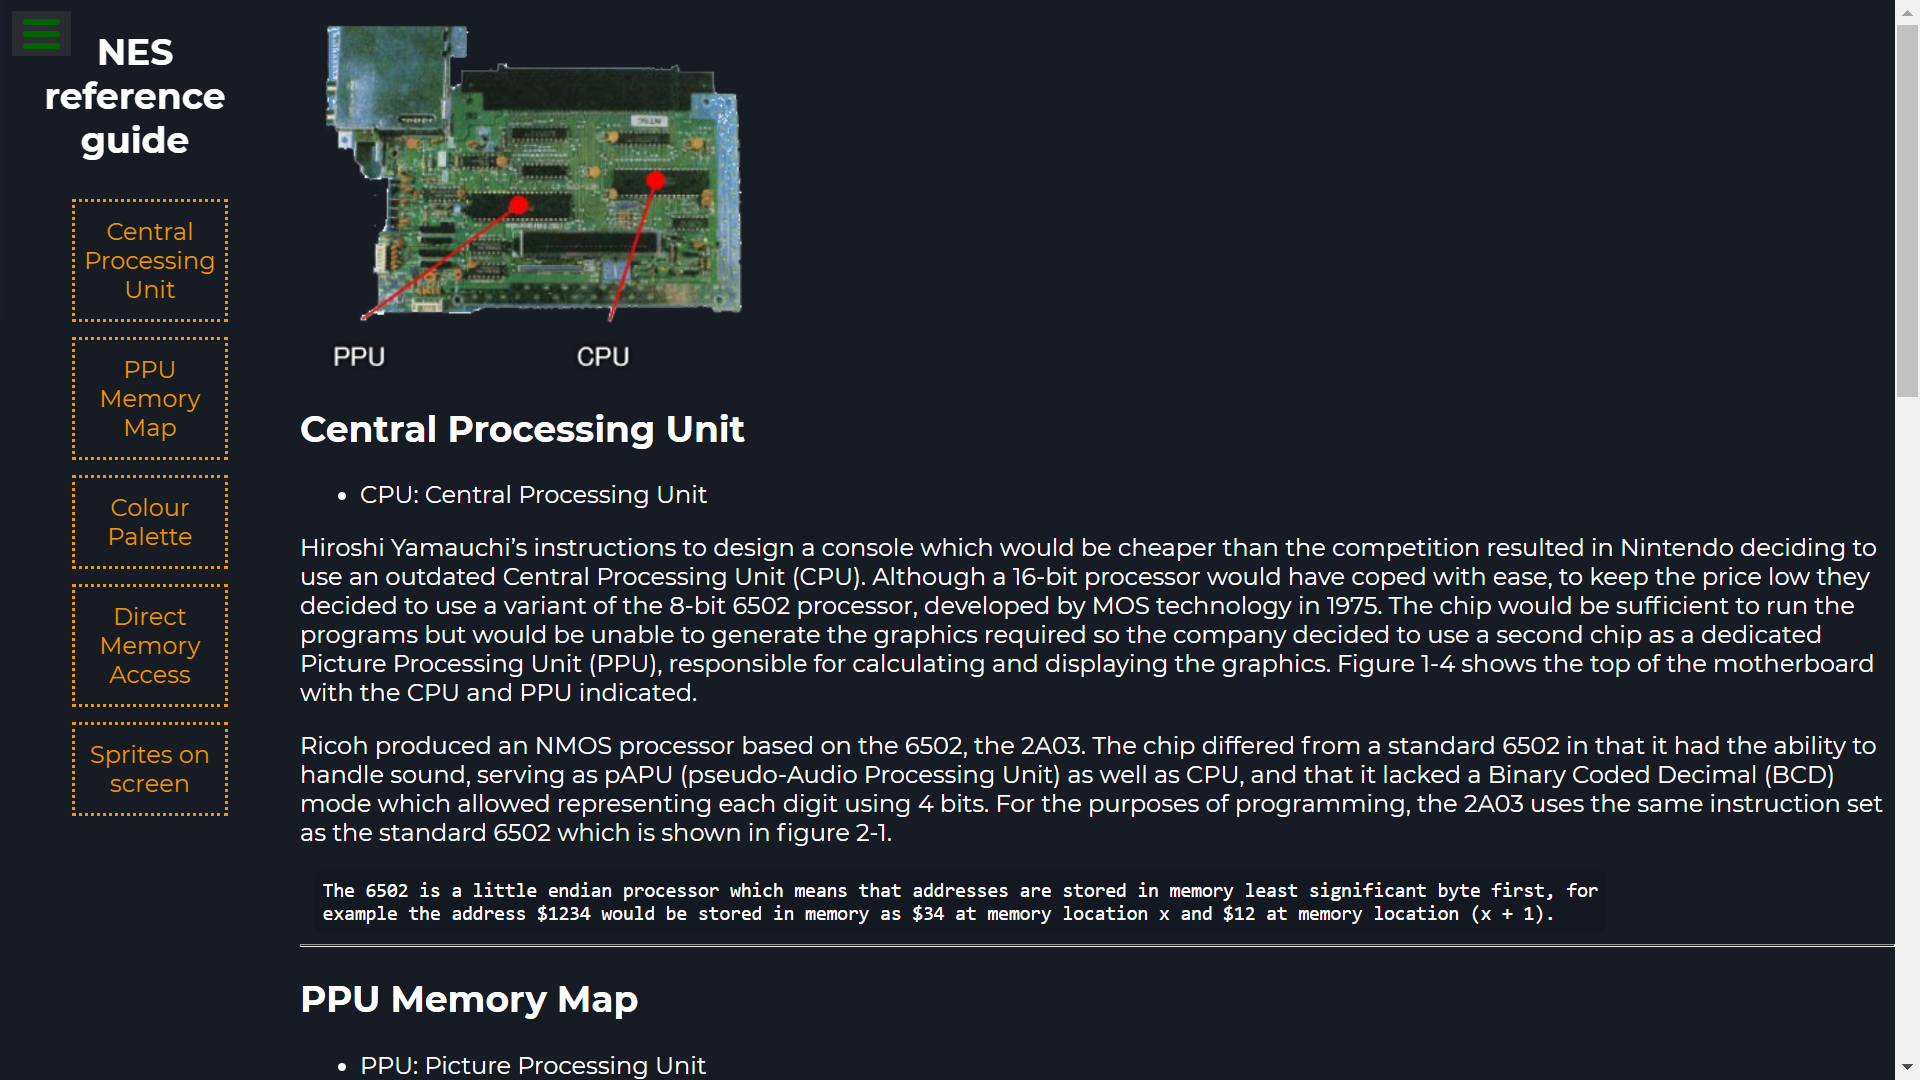 NES
reference
guide
Central
Processing
Unit
PPU
Memory
Map
Colour
Palette
Direct
Memory
Access
Sprites on
screen
NTSC
PPU
CPU
Central Processing Unit
• CPU: Central Processing Unit
Hiroshi Yamauchi’s instructions to design a console which would be cheaper than the competition resulted in Nintendo deciding to
use an outdated Central Processing Unit (CPU). Although a 16-bit processor would have coped with ease, to keep the price low they
decided to use a variant of the 8-bit 6502 processor, developed by MOS technology in 1975. The chip would be sufficient to run the
programs but would be unable to generate the graphics required so the company decided to use a second chip as a dedicated
Picture Processing Unit (PPU), responsible for calculating and displaying the graphics. Figure 1-4 shows the top of the motherboard
with the CPU and PPU indicated.
Ricoh produced an NMOS processor based on the 6502, the 2A03. The chip differed from a standard 6502 in that it had the ability to
handle sound, serving as pAPU (pseudo-Audio Processing Unit) as well as CPU, and that it lacked a Binary Coded Decimal (BCD)
mode which allowed representing each digit using 4 bits. For the purposes of programming, the 2A03 uses the same instruction set
as the standard 6502 which is shown in figure 2-1.
The 6502 is a little endian processor which means that addresses are stored in memory least significant byte first, for
example the address $1234 would be stored in memory as $34 at memory location x and $12 at memory location (x + 1).
PPU Memory Map
• PPU: Picture Processing Unit